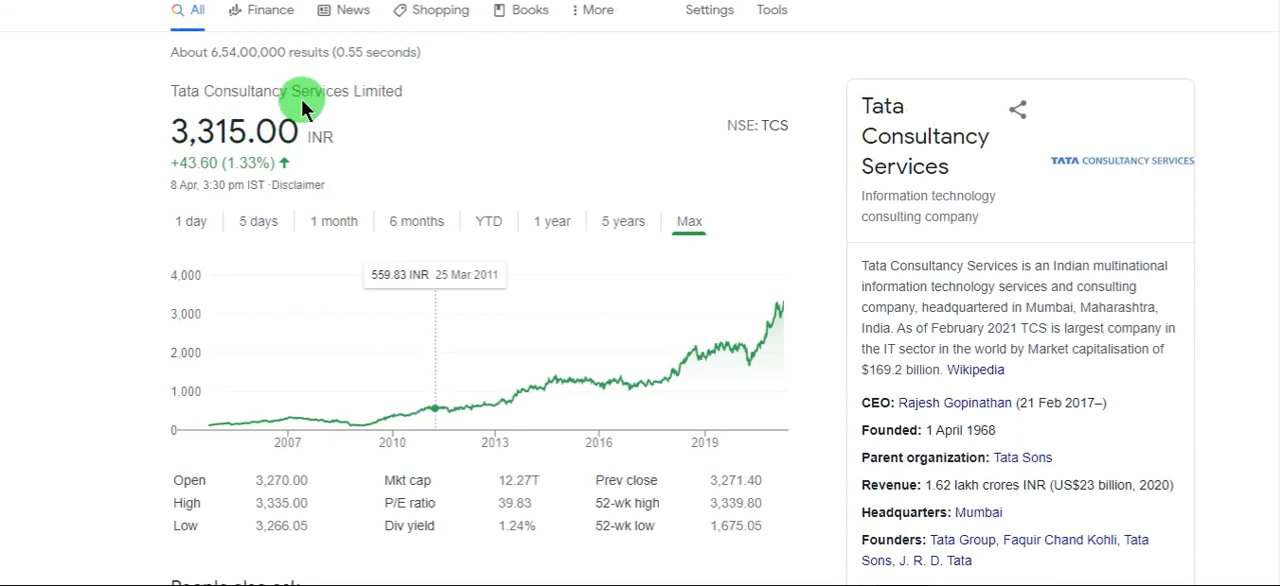 All Finance News Shopping Books More Settings Tools
About 6,54,00,000 results (0.55 seconds)
Tata Consultancy Services Limited
3,315.00 INR
NSE: TCS
+43.60 (1.33%)
8 Apr, 3:30 pm IST ·Disclaimer
1 day 5 days 1 month 6 months YTD 1 year 5 years Max
559.83 INR 25 Mar 2011
4,000
3,000
2,000
1,000
0
2007 2010 2013 2016 2019
Open 3,270.00 Mkt cap 12.27T Prev close 3,271.40
High 3,335.00 P/E ratio 39.83 52-wk high 3,339.80
Low 3,266.05 Div yield 1.24% 52-wk low 1,675.05
People also ask
Tata
Consultancy
Services
TATA CONSULTANCY SERVICES
Information technology
consulting company
Tata Consultancy Services is an Indian multinational
information technology services and consulting
company, headquartered in Mumbai, Maharashtra,
India. As of February 2021 TCS is largest company in
the IT sector in the world by Market capitalisation of
$169.2 billion. Wikipedia
CEO: Rajesh Gopinathan (21 Feb 2017–)
Founded: 1 April 1968
Parent organization: Tata Sons
Revenue: 1.62 lakh crores INR (US$23 billion, 2020)
Headquarters: Mumbai
Founders: Tata Group, Faquir Chand Kohli, Tata
Sons, J. R. D. Tata